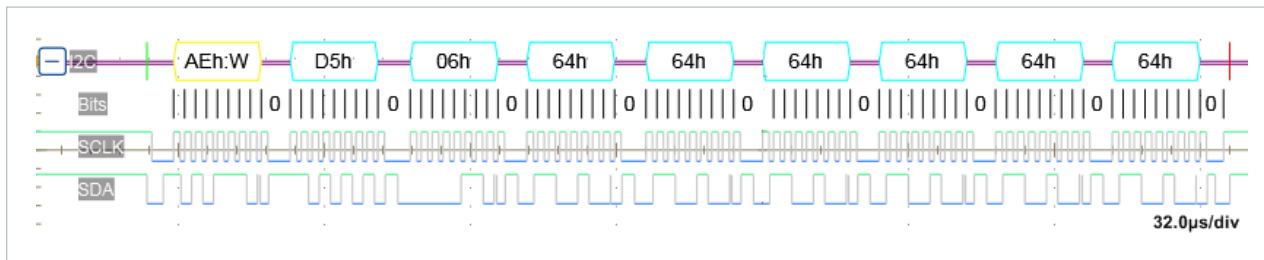 I2C AEh:W D5h 06h 64h 64h 64h 64h 64h 64h
Bits 0 0 0 0 0 0 0 0 0
SCLK
SDA
32.0µs/div